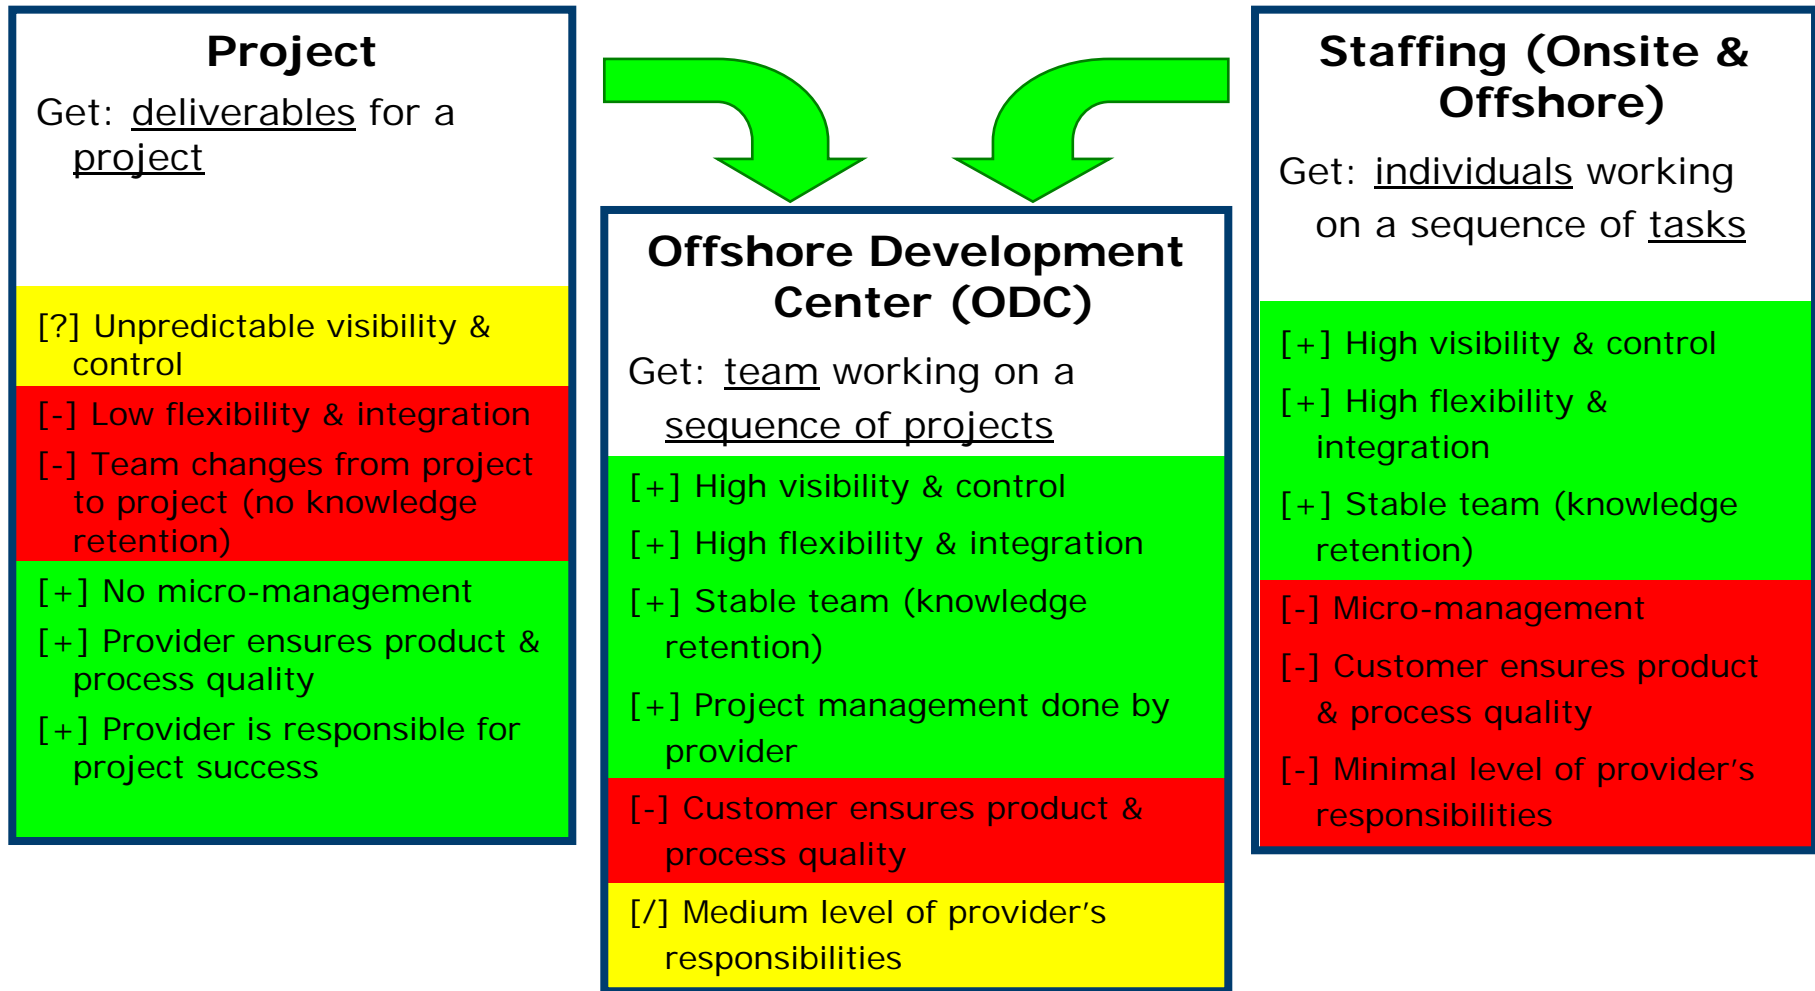 Project
Get: deliverables for a
project
[?] Unpredictable visibility &
control
[-] Low flexibility & integration
[-] Team changes from project
to project (no knowledge
retention)
[+] No micro-management
[+] Provider ensures product &
process quality
[+] Provider is responsible for
project success
Offshore Development
Center (ODC)
Get: team working on a
sequence of projects
[+] High visibility & control
[+] High flexibility & integration
[+] Stable team (knowledge
retention)
[+] Project management done by
provider
[-] Customer ensures product &
process quality
[/] Medium level of provider’s
responsibilities
Staffing (Onsite &
Offshore)
Get: individuals working
on a sequence of tasks
[+] High visibility & control
[+] High flexibility &
integration
[+] Stable team (knowledge
retention)
[-] Micro-management
[-] Customer ensures product
& process quality
[-] Minimal level of provider’s
responsibilities